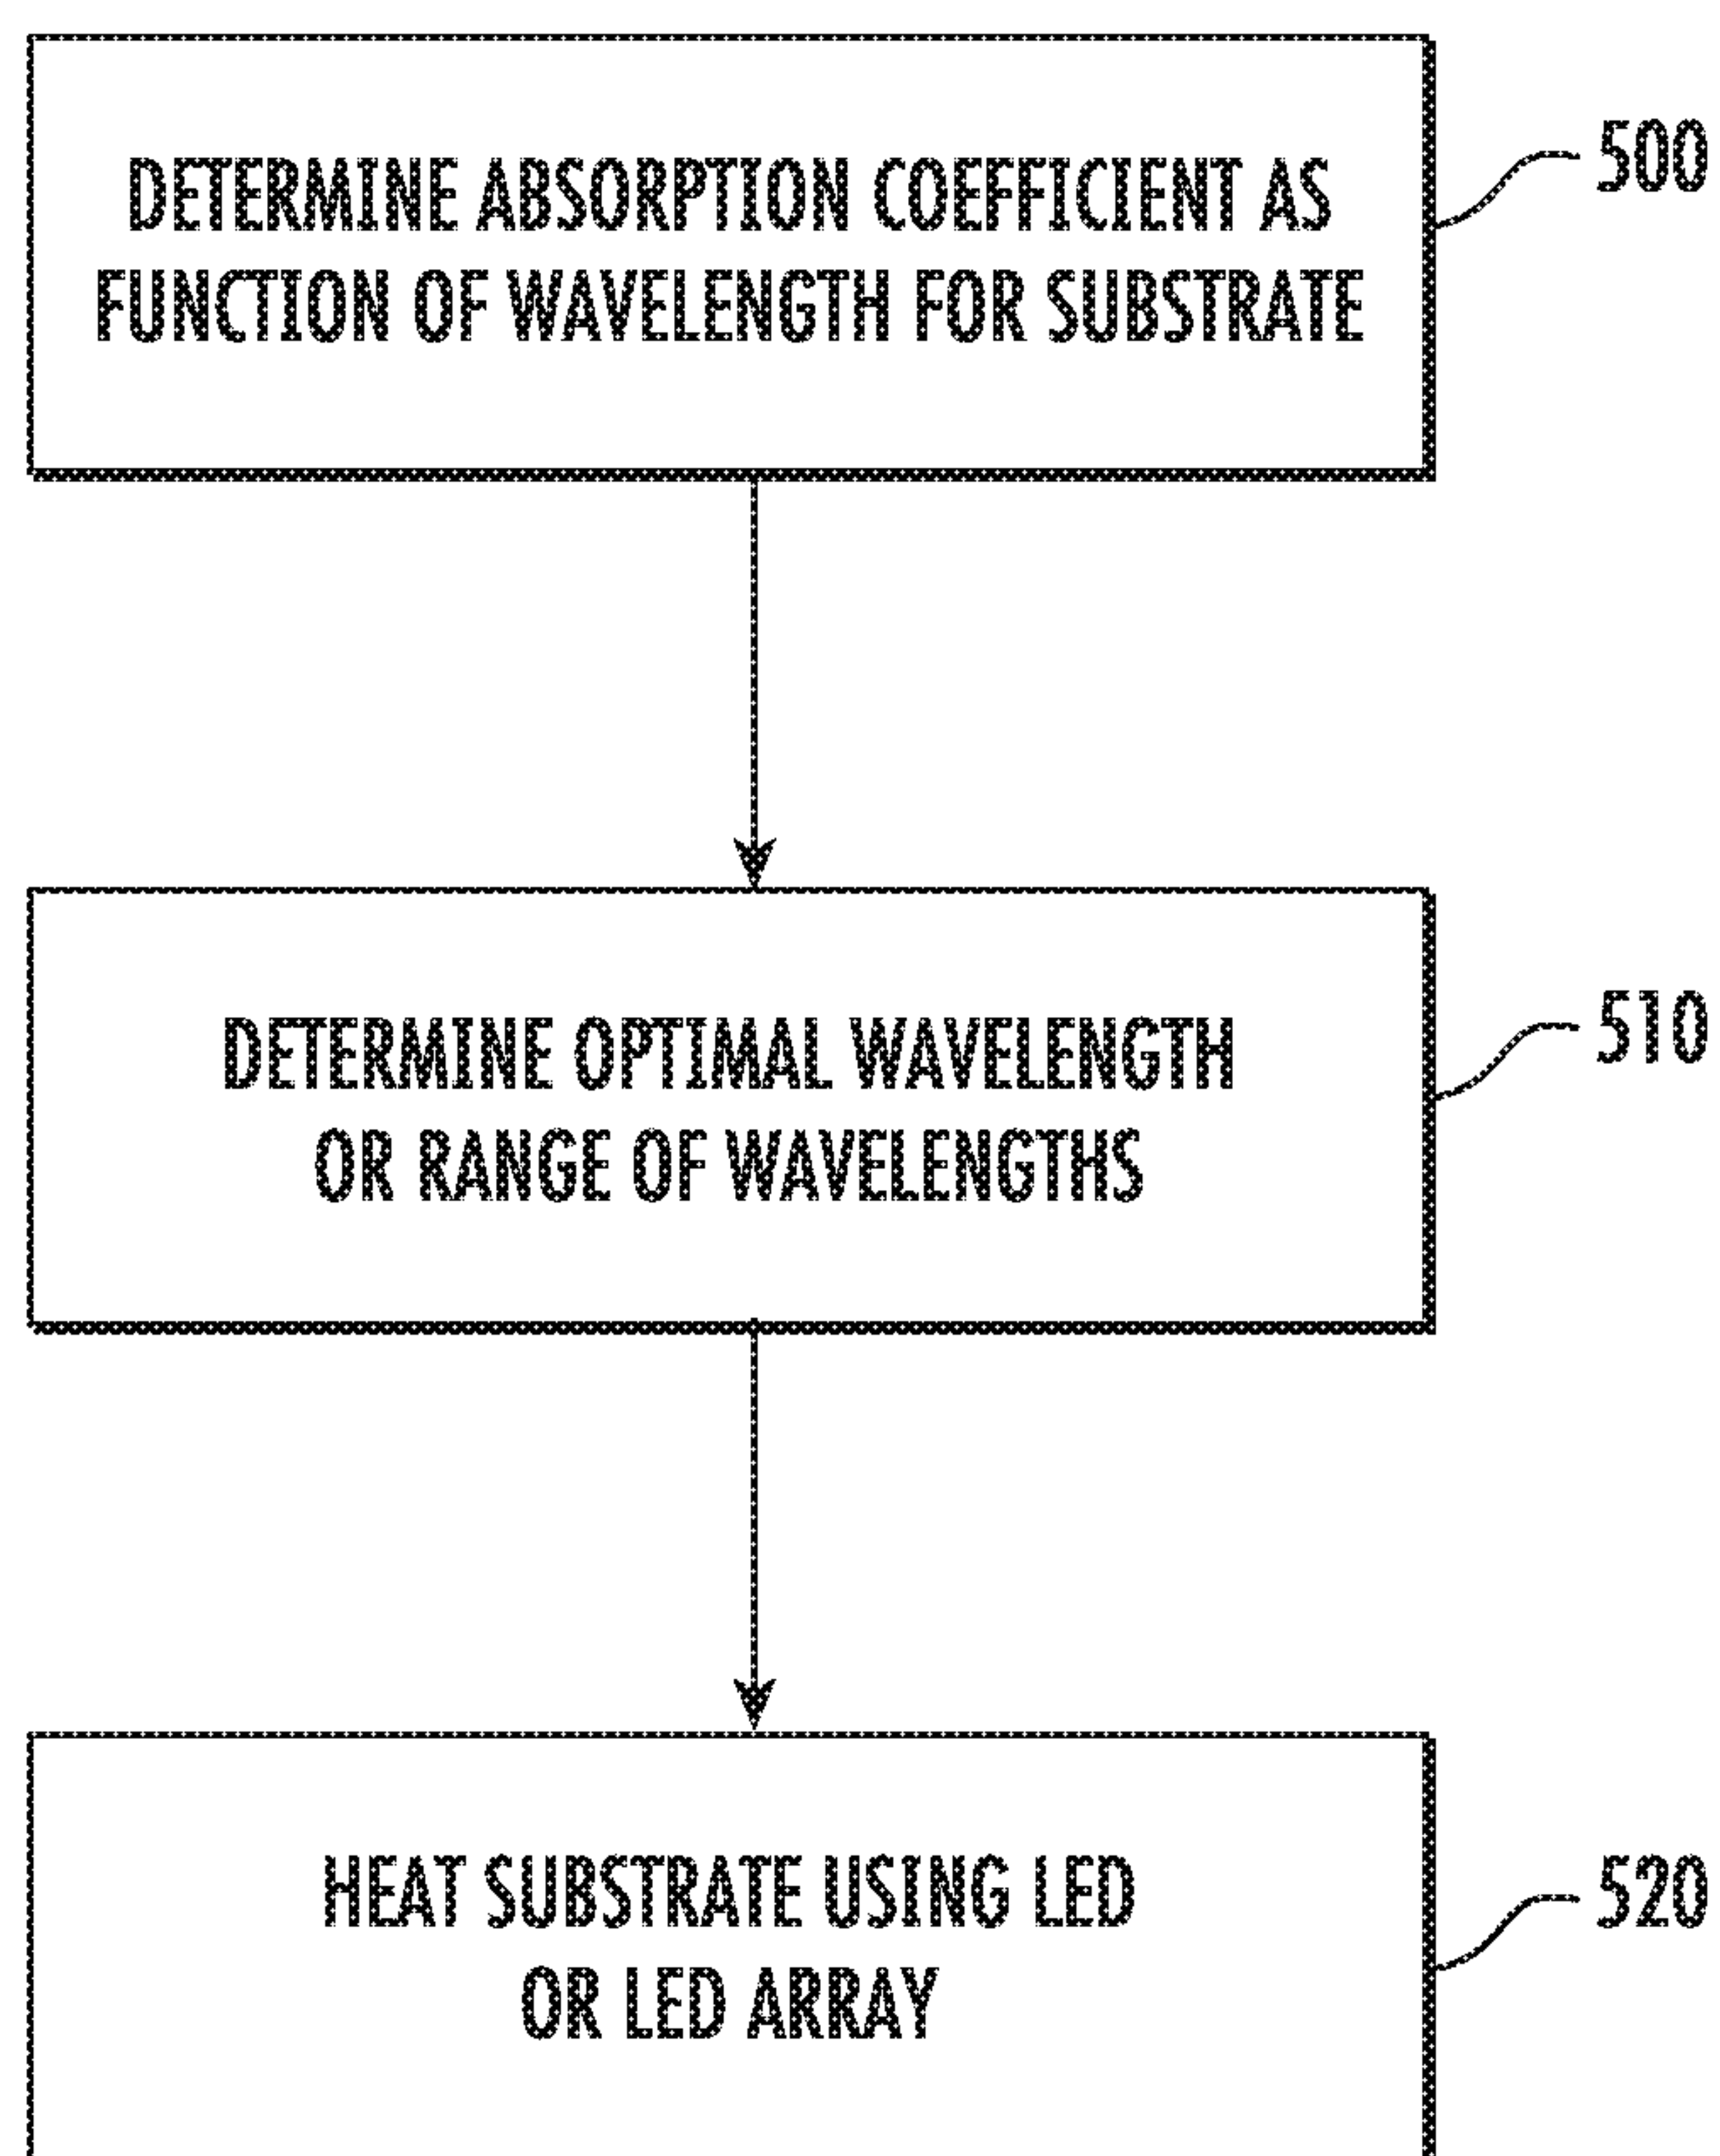 DETERMINE ABSORPTION COEFFICIENT AS
FUNCTION OF WAVELENGTH FOR SUBSTRATE
500
DETERMINE OPTIMAL WAVELENGTH
OR RANGE OF WAVELENGTHS
510
HEAT SUBSTRATE USING LED
OR LED ARRAY
520